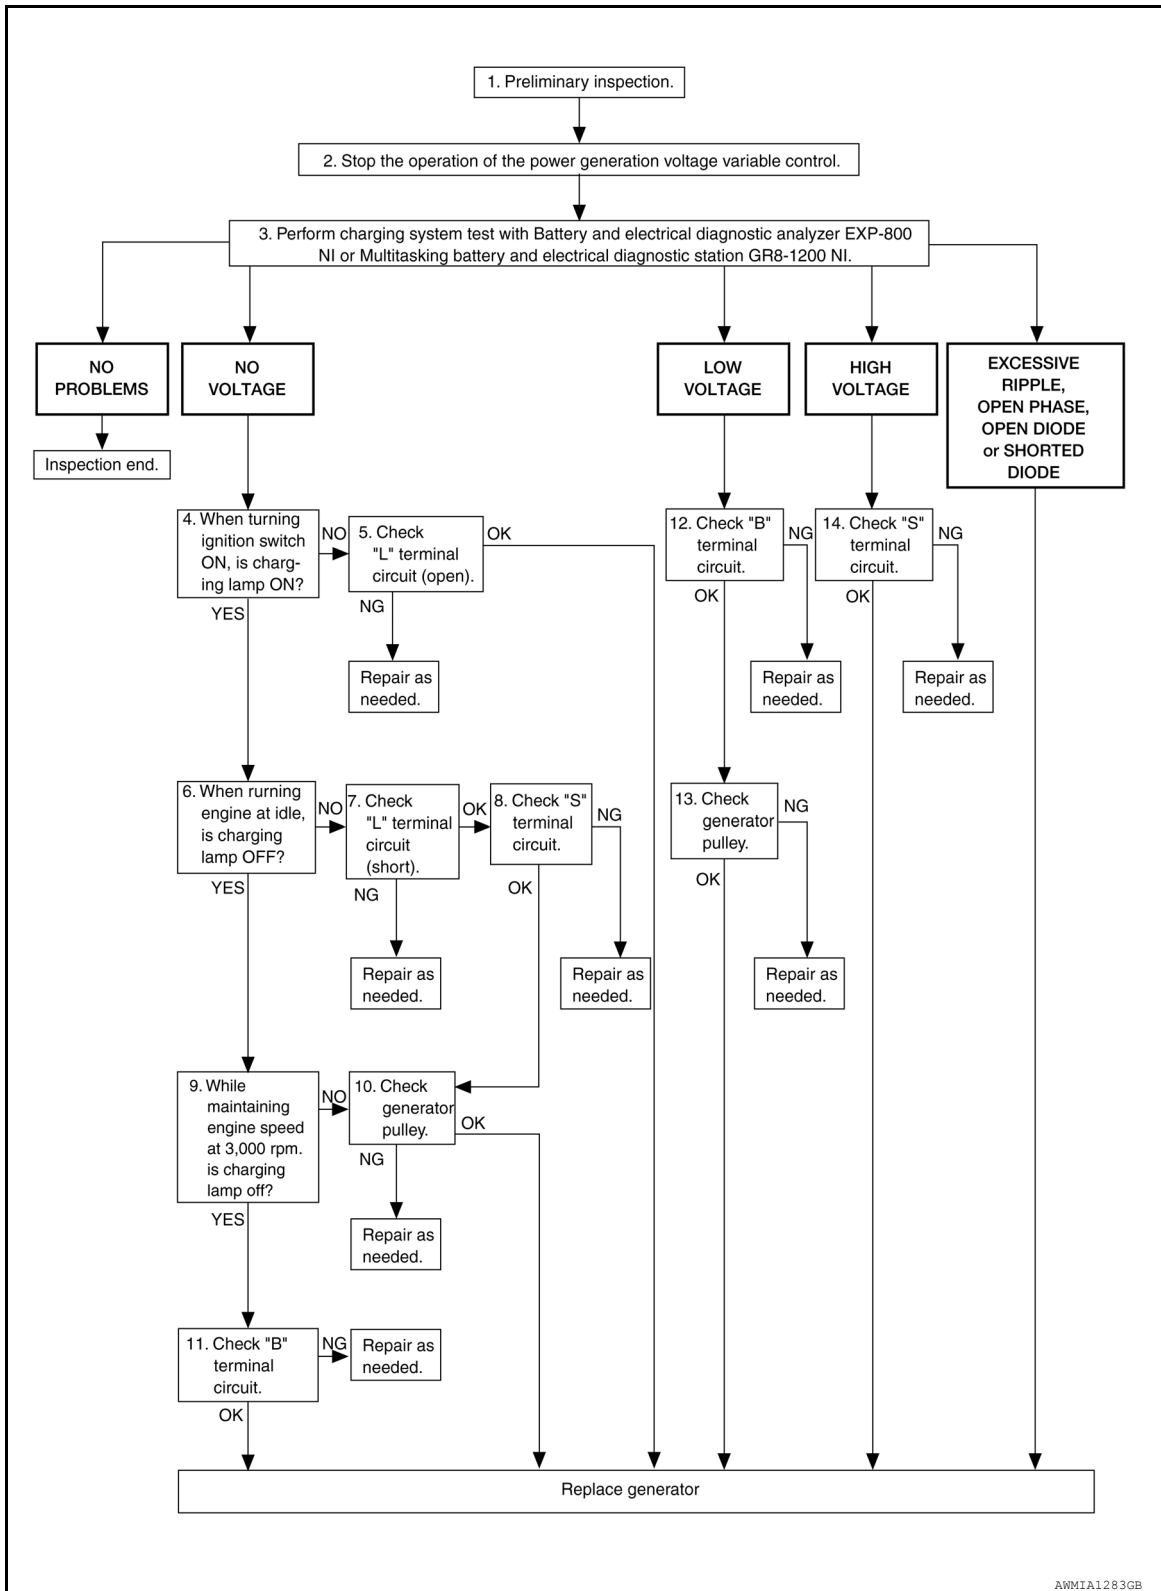 1. Preliminary inspection.
2. Stop the operation of the power generation voltage variable control.
3. Perform charging system test with Battery and electrical diagnostic analyzer EXP-800
NI or Multitasking battery and electrical diagnostic station GR8-1200 NI.
NO
PROBLEMS
NO
VOLTAGE
LOW
VOLTAGE
HIGH
VOLTAGE
EXCESSIVE
RIPPLE,
OPEN PHASE,
OPEN DIODE
or SHORTED
DIODE
Inspection end.
4. When turning
ignition switch
ON, is charg-
ing lamp ON?
NO
YES
5. Check
"L" terminal
circuit (open).
OK
NG
Repair as
needed.
12. Check "B"
terminal
circuit.
NG
OK
Repair as
needed.
14. Check "S"
terminal
circuit.
NG
OK
Repair as
needed.
6. When rurning
engine at idle,
is charging
lamp OFF?
NO
YES
7. Check
"L" terminal
circuit
(short).
OK
NG
Repair as
needed.
8. Check "S"
terminal
circuit.
NG
OK
Repair as
needed.
13. Check
generator
pulley.
NG
OK
Repair as
needed.
9. While
maintaining
engine speed
at 3,000 rpm.
is charging
lamp off?
NO
YES
10. Check
generator
pulley.
OK
NG
Repair as
needed.
11. Check "B"
terminal
circuit.
NG
OK
Repair as
needed.
Replace generator
AWMIA1283GB